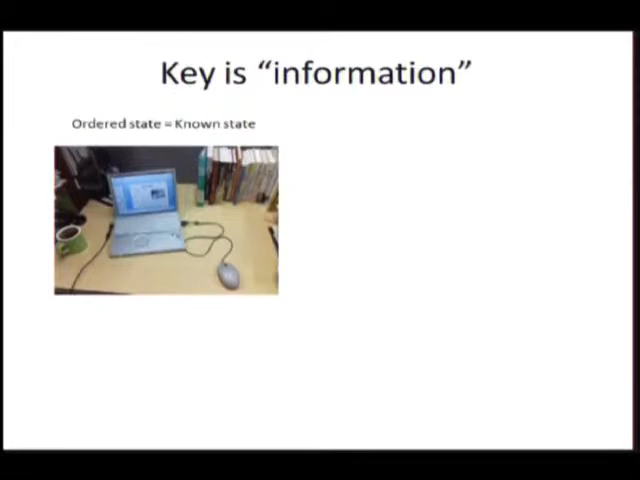 Key is “information”
Ordered state = Known state